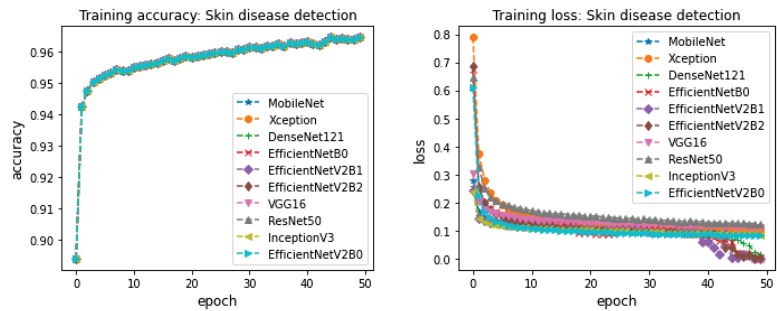 Training accuracy: Skin disease detection
0.96
0.95
0.94
0.93
0.92
0.91
0.90
accuracy
0
10
20
30
40
50
epoch
MobileNet
Xception
DenseNet121
EfficientNetB0
EfficientNetV2B1
EfficientNetV2B2
VGG16
ResNet50
InceptionV3
EfficientNetV2B0
Training loss: Skin disease detection
0.8
0.7
0.6
0.5
0.4
0.3
0.2
0.1
0.0
loss
0
10
20
30
40
50
epoch
MobileNet
Xception
DenseNet121
EfficientNetB0
EfficientNetV2B1
EfficientNetV2B2
VGG16
ResNet50
InceptionV3
EfficientNetV2B0